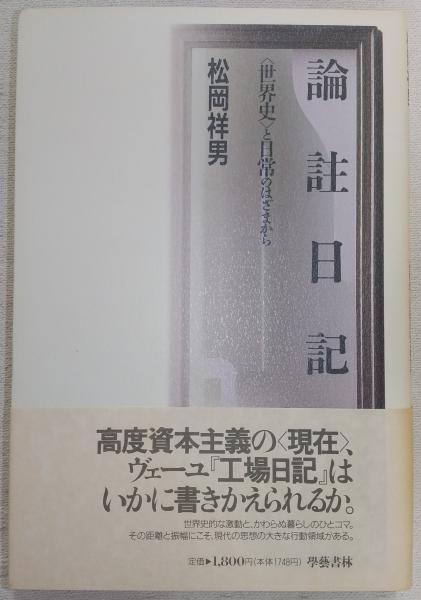 論註日記
〈世界史〉と日常のはざまから
松岡祥男
高度資本主義の〈現在〉、
ヴェーユ『工場日記』は
いかに書きかえられるか。
世界史的な激動と、かわらぬ暮らしのひとコマ。
その距離と振幅にこそ、現代の思想の大きな行動領域がある。
定価▶1,800円(本体1748円) 學藝書林